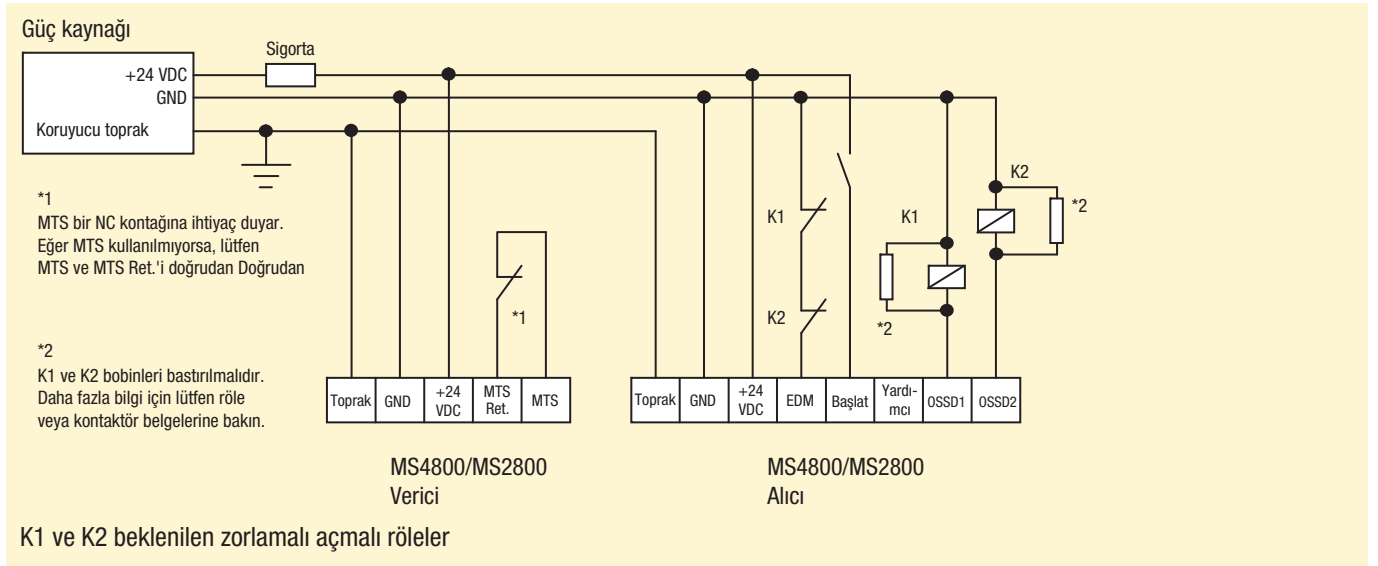 Güç kaynağı
Sigorta
+24 VDC
GND
Koruyucu toprak
*1
MTS bir NC kontağına ihtiyaç duyar.
Eğer MTS kullanılmıyorsa, lütfen
MTS ve MTS Ret.'i doğrudan Doğrudan
*2
K1 ve K2 bobinleri bastırılmalıdır.
Daha fazla bilgi için lütfen röle
veya kontaktör belgelerine bakın.
*1
K1
K2
K1
*2
K2
*2
Toprak
GND
+24
VDC
MTS
Ret.
MTS
Toprak
GND
+24
VDC
EDM
Başlat
Yardı-
mcı
OSSD1
OSSD2
MS4800/MS2800
Verici
MS4800/MS2800
Alıcı
K1 ve K2 beklenilen zorlamalı açmalı röleler